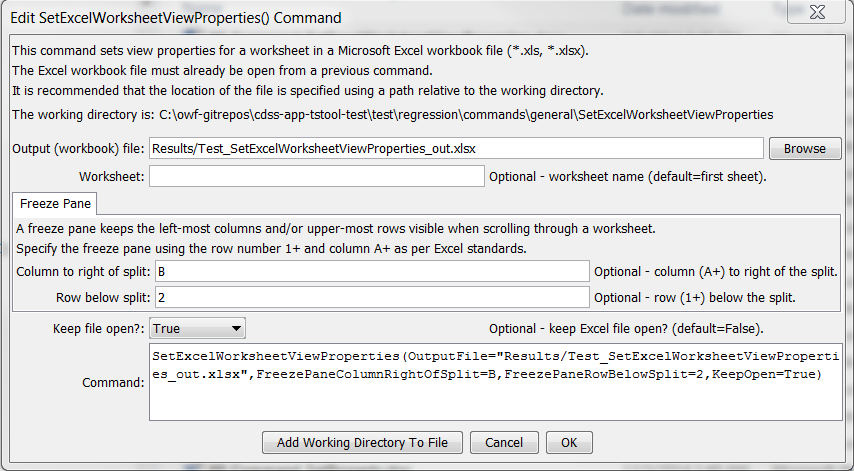 Edit SetExcelWorksheetViewProperties() Command
This command sets view properties for a worksheet in a Microsoft Excel workbook file (*.xls, *.xlsx).
The Excel workbook file must already be open from a previous command.
It is recommended that the location of the file is specified using a path relative to the working directory.
The working directory is: C:\owf-gitrepos\cdss-app-tstool-test\test\regression\commands\general\SetExcelWorksheetViewProperties
Output (workbook) file: Results/Test_SetExcelWorksheetViewProperties_out.xlsx Browse
Worksheet: Optional - worksheet name (default=first sheet).
Freeze Pane
A freeze pane keeps the left-most columns and/or upper-most rows visible when scrolling through a worksheet.
Specify the freeze pane using the row number 1+ and column A+ as per Excel standards.
Column to right of split: B Optional - column (A+) to right of the split.
Row below split: 2 Optional - row (1+) below the split.
Keep file open?: True Optional - keep Excel file open? (default=False).
Command:
SetExcelWorksheetViewProperties(OutputFile="Results/Test_SetExcelWorksheetViewProperti
es_out.xlsx",FreezePaneColumnRightOfSplit=B,FreezePaneRowBelowSplit=2,KeepOpen=True)
Add Working Directory To File Cancel OK